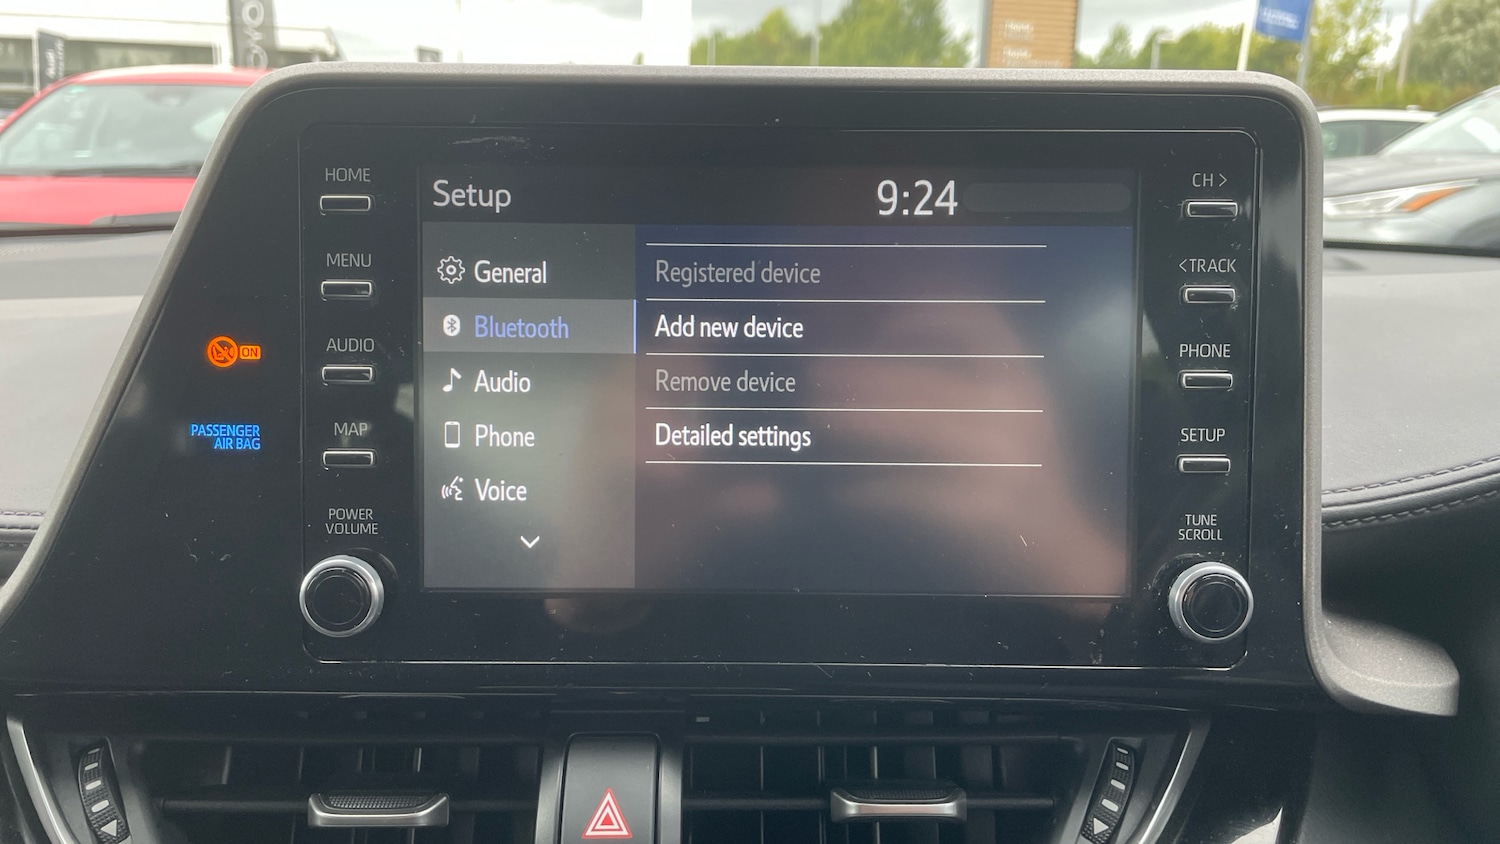 HOME
MENU
AUDIO
MAP
POWER
VOLUME
ON
PASSENGER
AIR BAG
Setup
9:24
General
Bluetooth
Audio
Phone
Voice
Registered device
Add new device
Remove device
Detailed settings
CH >
<TRACK
PHONE
SETUP
TUNE
SCROLL